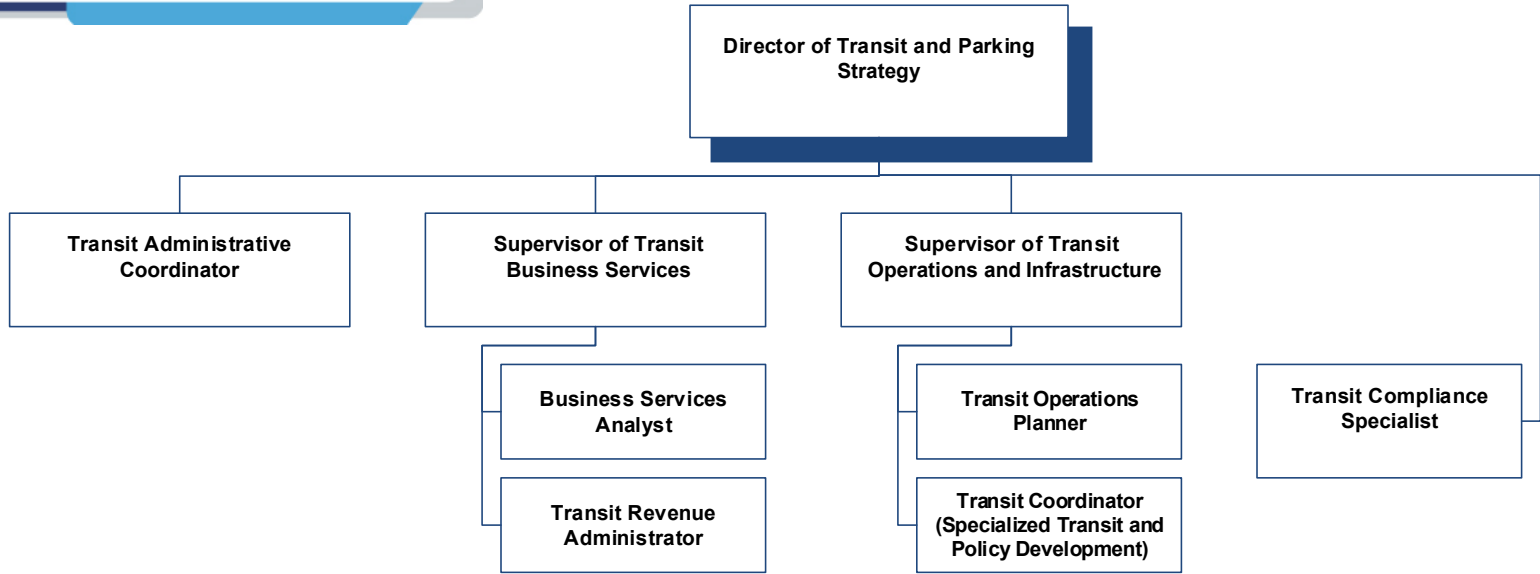 Director of Transit and Parking
Strategy
Transit Administrative
Coordinator
Supervisor of Transit
Business Services
Supervisor of Transit
Operations and Infrastructure
Business Services
Analyst
Transit Operations
Planner
Transit Compliance
Specialist
Transit Revenue
Administrator
Transit Coordinator
(Specialized Transit and
Policy Development)